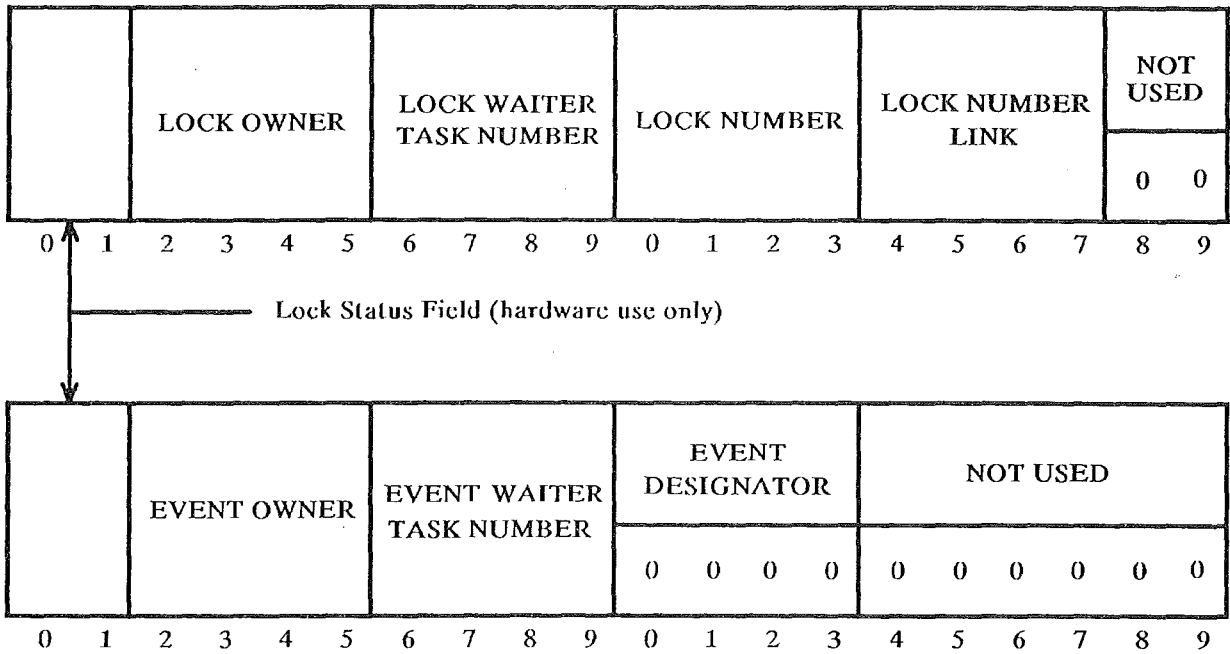 LOCK OWNER
LOCK WAITER
TASK NUMBER
LOCK NUMBER
LOCK NUMBER
LINK
NOT
USED
0 0
0 1 2 3 4 5 6 7 8 9 0 1 2 3 4 5 6 7 8 9
Lock Status Field (hardware use only)
EVENT OWNER
EVENT WAITER
TASK NUMBER
EVENT
DESIGNATOR
NOT USED
0 0 0 0 0 0 0 0 0 0
0 1 2 3 4 5 6 7 8 9 0 1 2 3 4 5 6 7 8 9